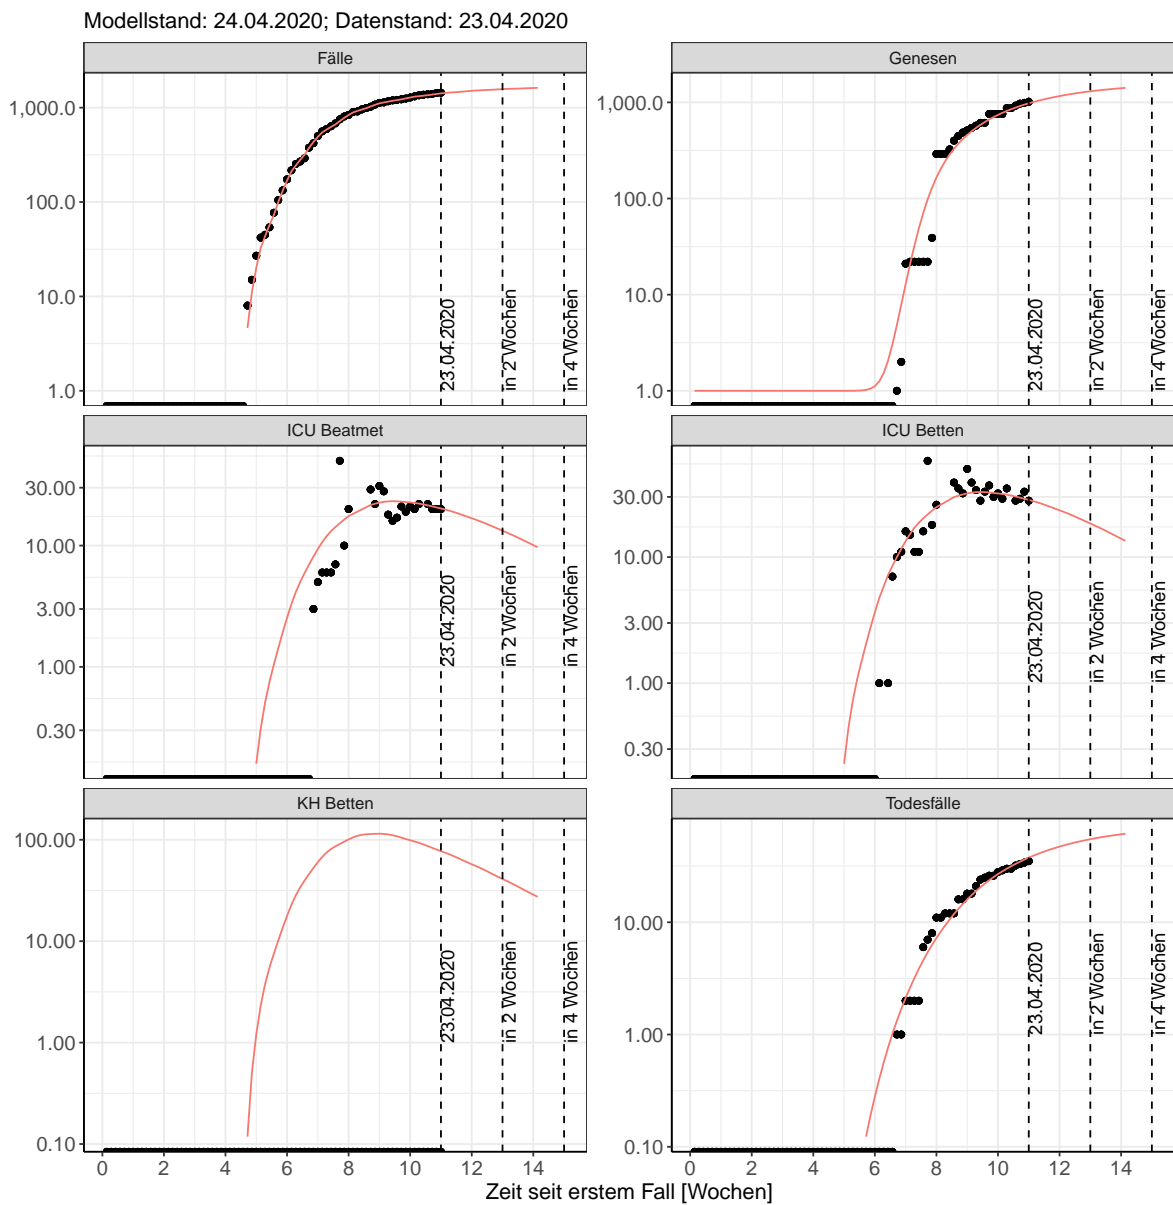 Modellstand: 24.04.2020; Datenstand: 23.04.2020
Fälle
1,000.0
100.0
10.0
1.0
23.04.2020
in 2 Wochen
in 4 Wochen
Genesen
1,000.0
100.0
10.0
1.0
23.04.2020
in 2 Wochen
in 4 Wochen
ICU Beatmet
30.00
10.00
3.00
1.00
0.30
23.04.2020
in 2 Wochen
in 4 Wochen
ICU Betten
30.00
10.00
3.00
1.00
0.30
23.04.2020
in 2 Wochen
in 4 Wochen
KH Betten
100.00
10.00
1.00
0.10
23.04.2020
in 2 Wochen
in 4 Wochen
0 2 4 6 8 10 12 14
Todesfälle
10.00
1.00
0.10
23.04.2020
in 2 Wochen
in 4 Wochen
0 2 4 6 8 10 12 14
Zeit seit erstem Fall [Wochen]